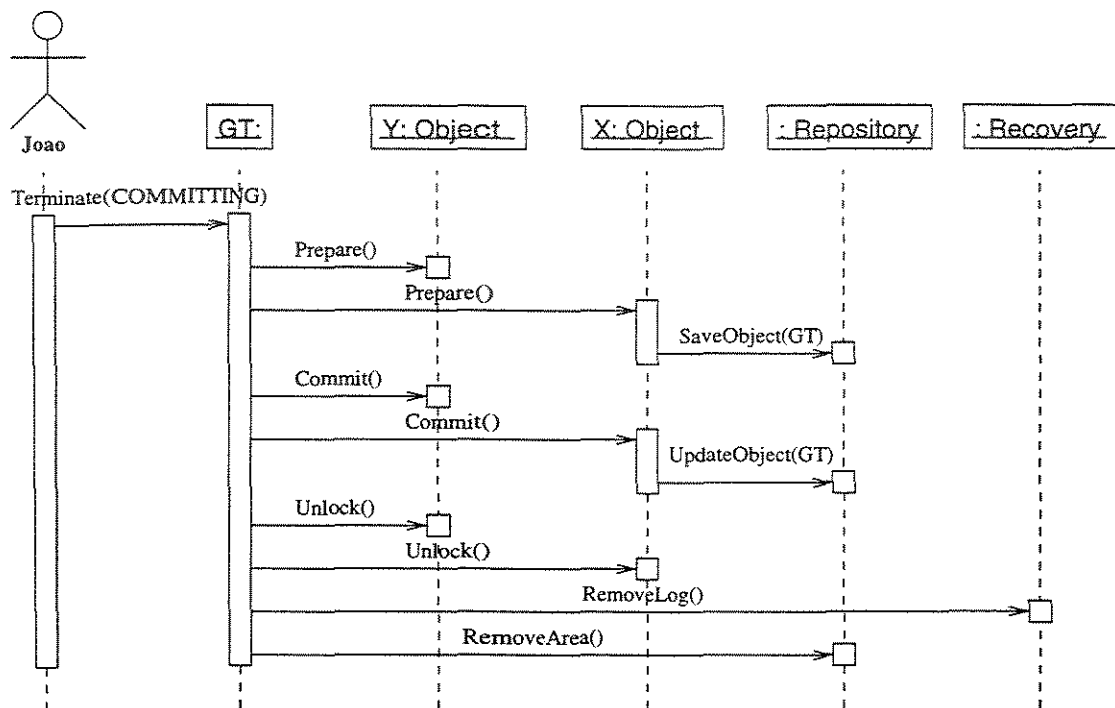 Joao
GT:
Y: Object
X: Object
: Repository
: Recovery
Terminate(COMMITTING)
Prepare()
Prepare()
SaveObject(GT)
Commit()
Commit()
UpdateObject(GT)
Unlock()
Unlock()
RemoveLog()
RemoveArea()